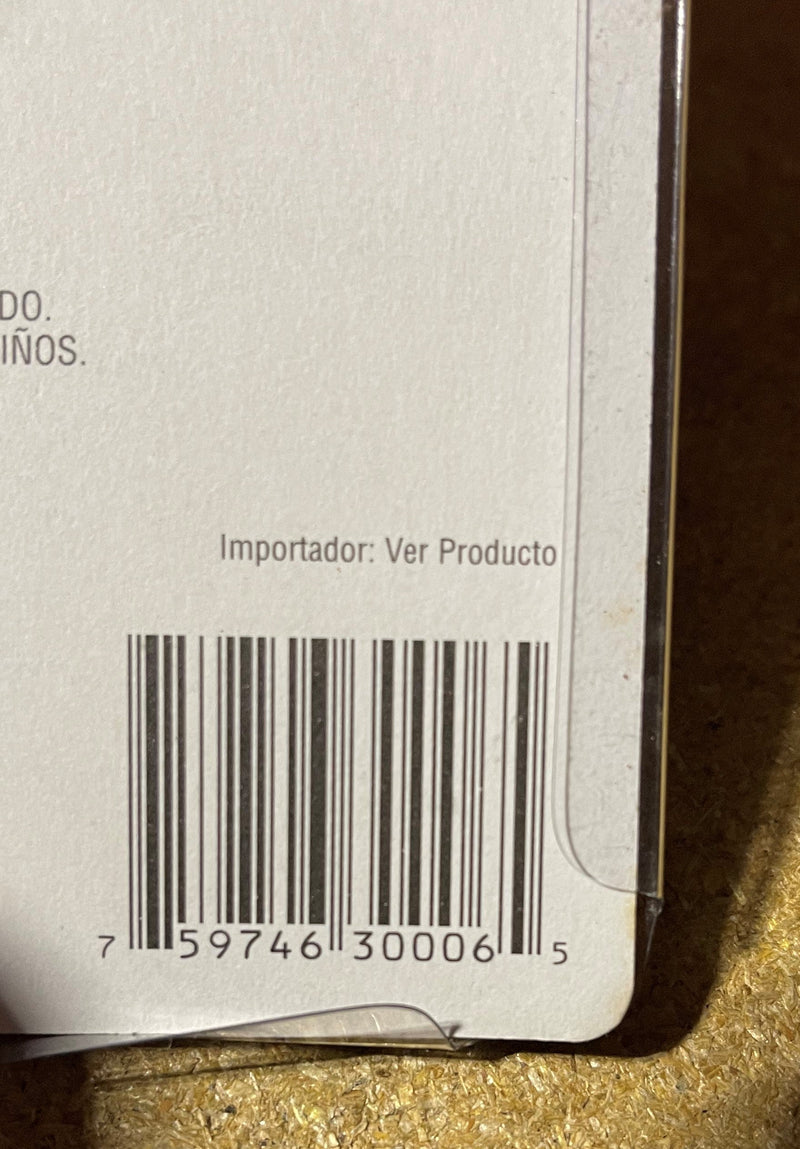 DO.
IÑOS.
Importador: Ver Producto
7 59746 30006 5